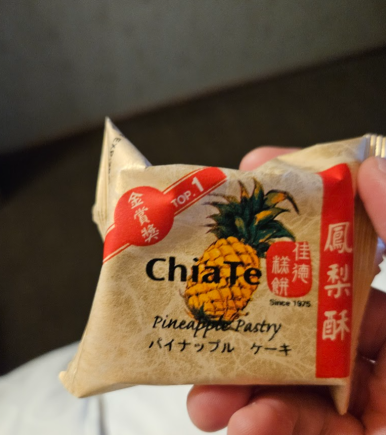 金賞獎
TOP.1
ChiaTe
佳德
糕餅
Since 1975
Pineapple Pastry
パイナップル ケーキ
鳳梨酥